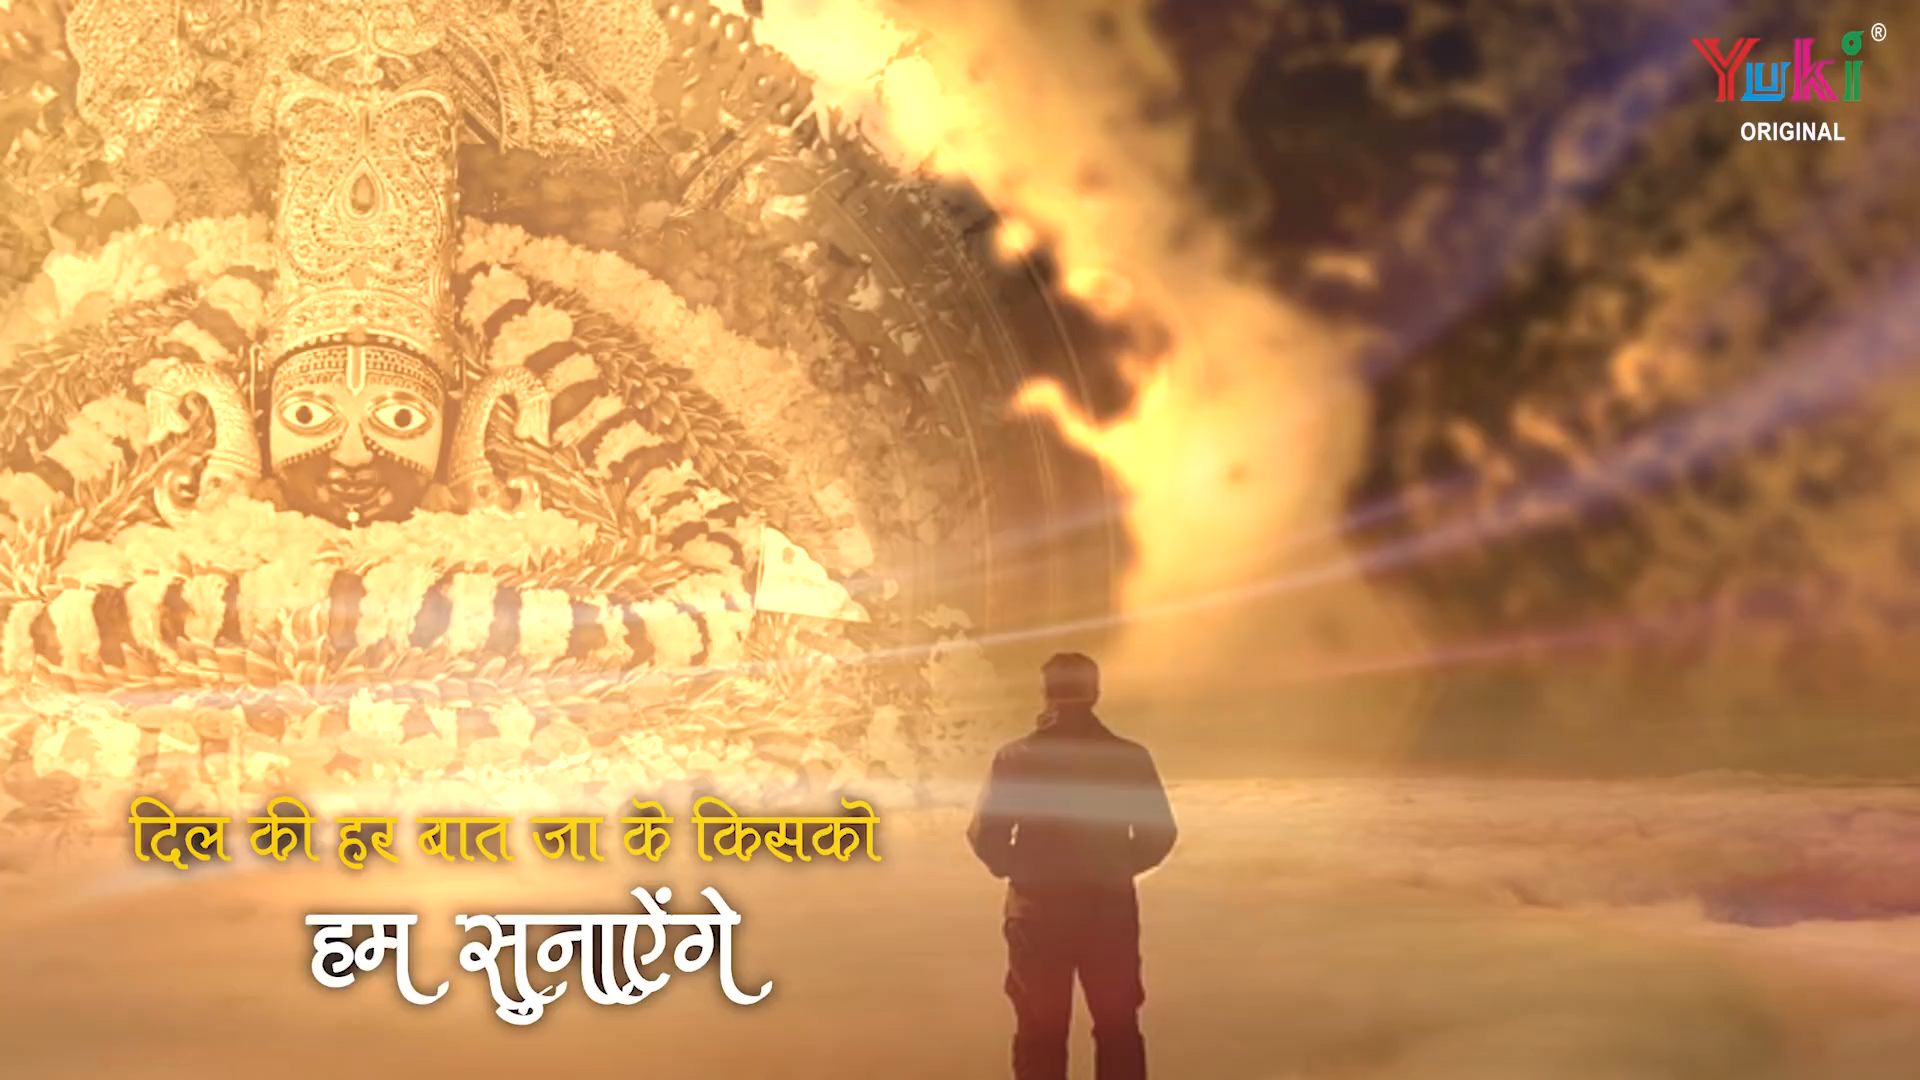 Yuki®
ORIGINAL
दिल की हर बात जा के किसको
हम सुनाऐंगे